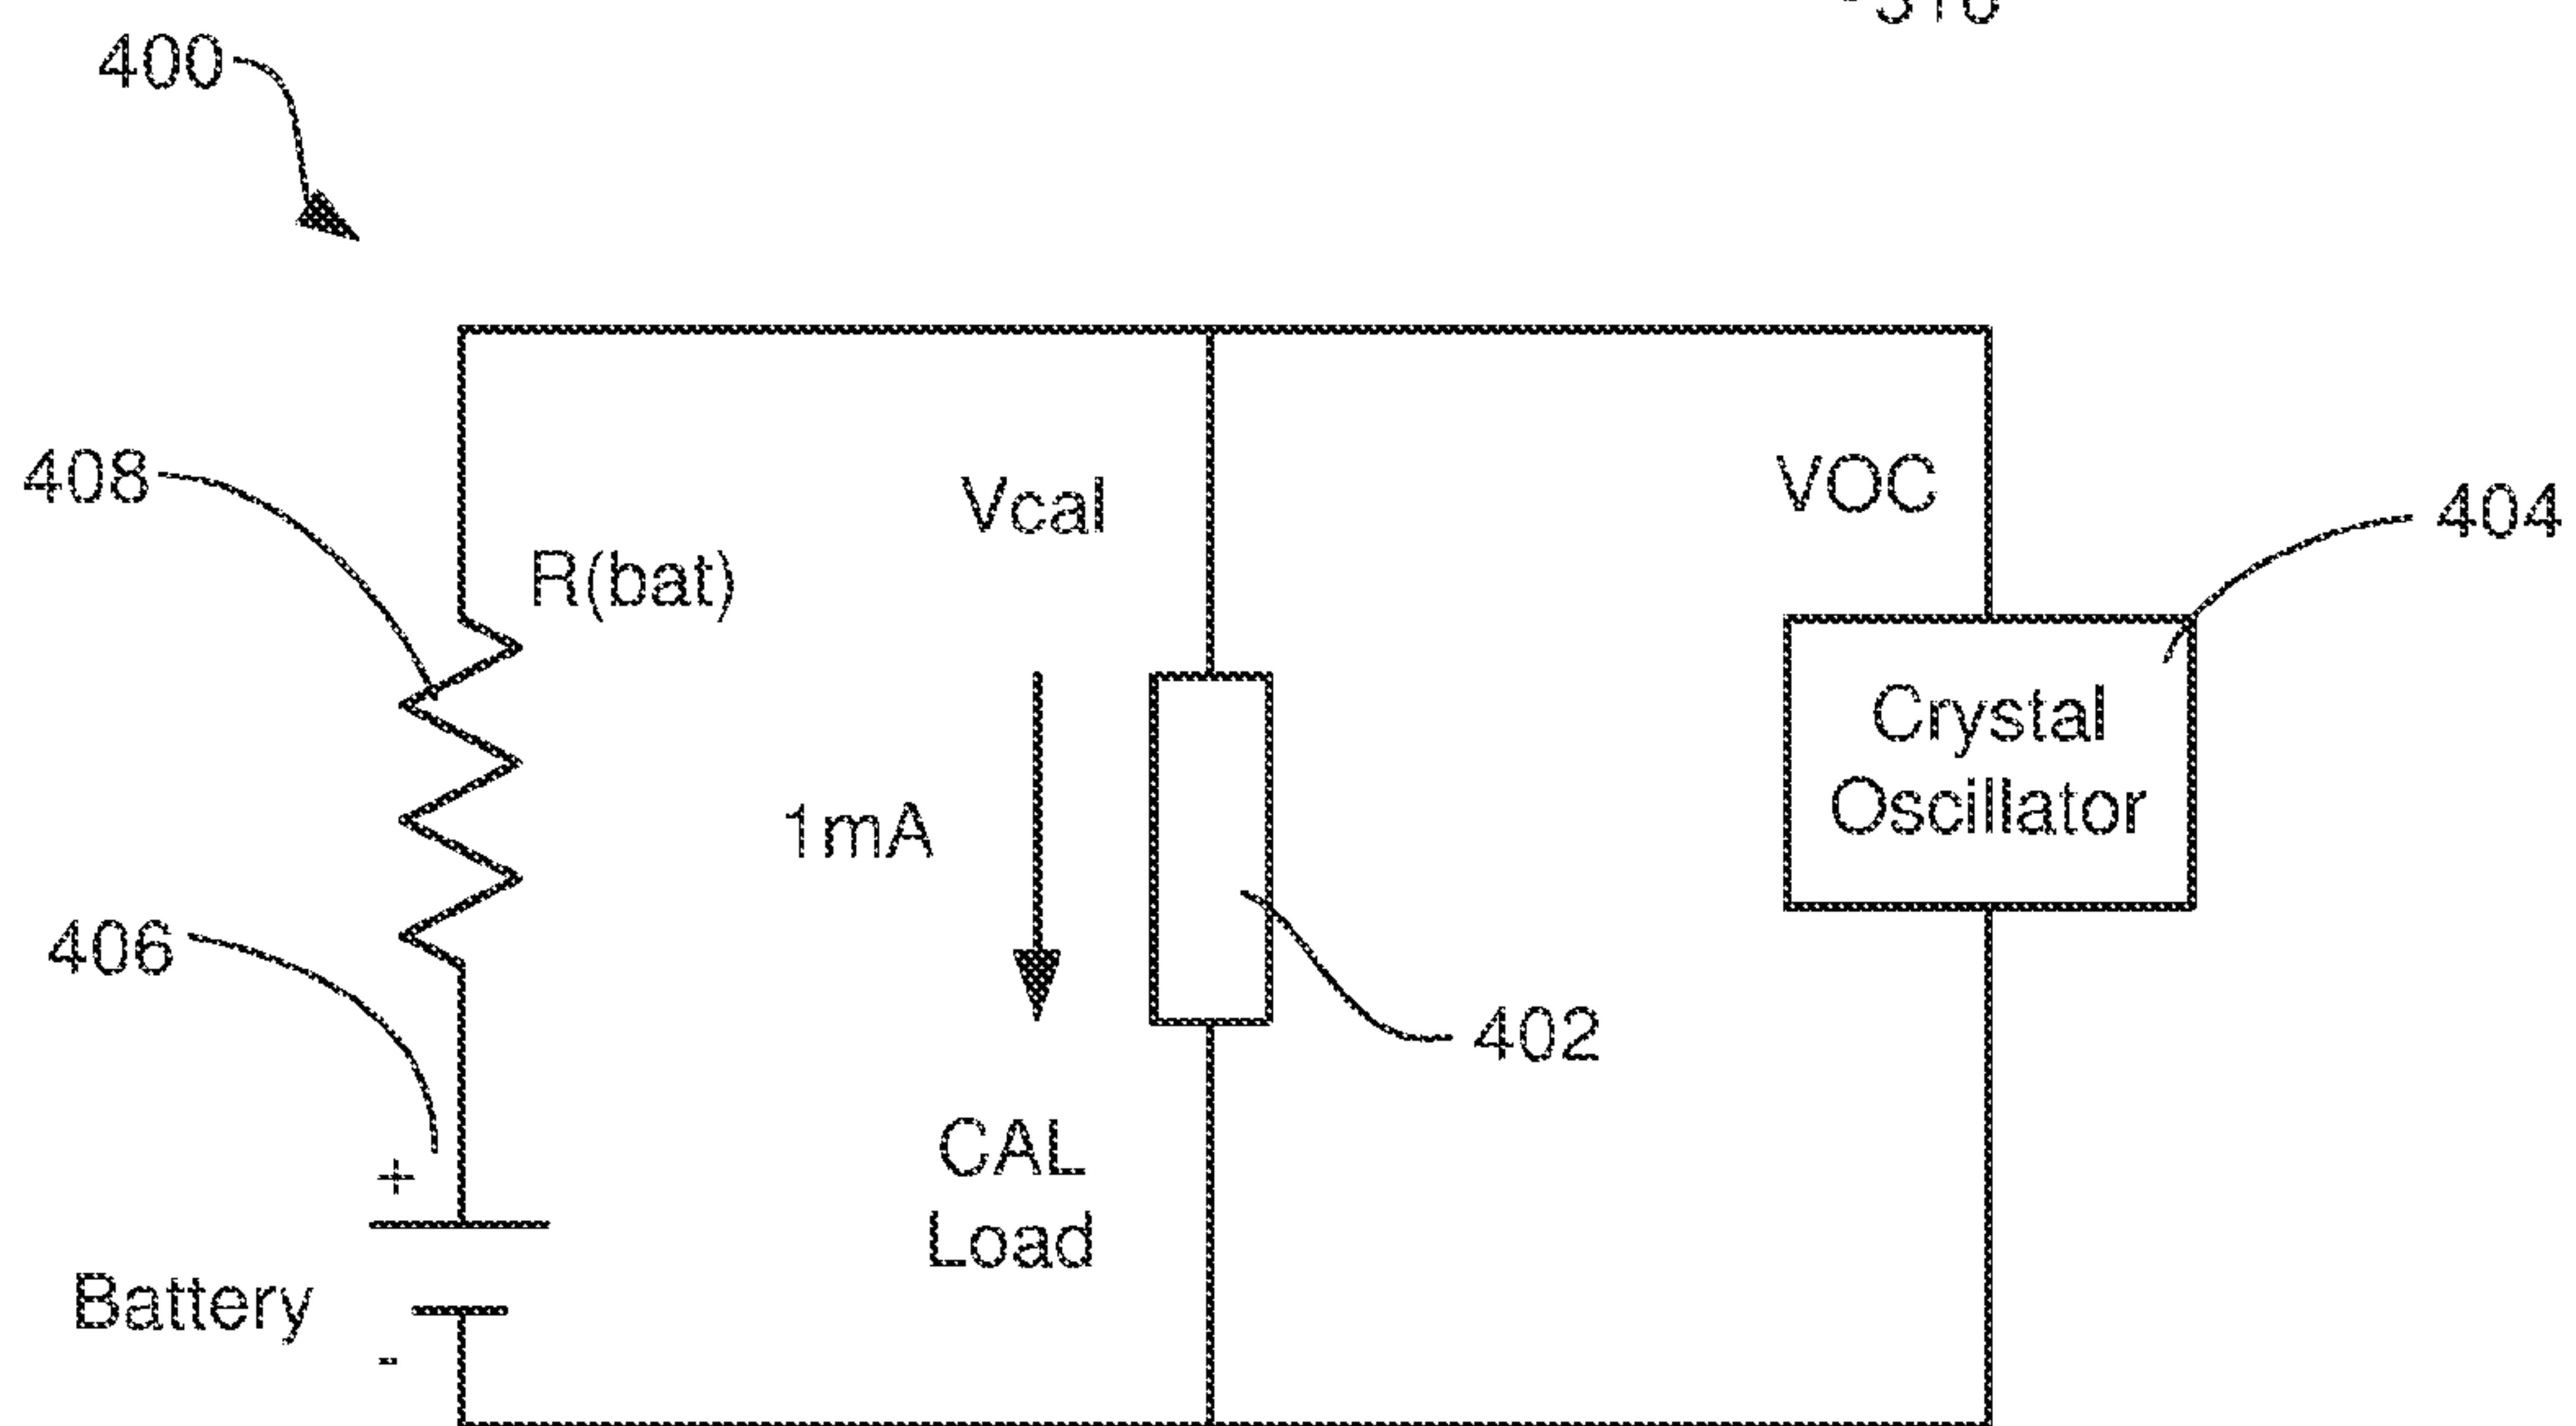 400
408
R(bat)
Vcal
VOC
404
Crystal
Oscillator
1mA
406
402
+
CAL
Load
Battery
-